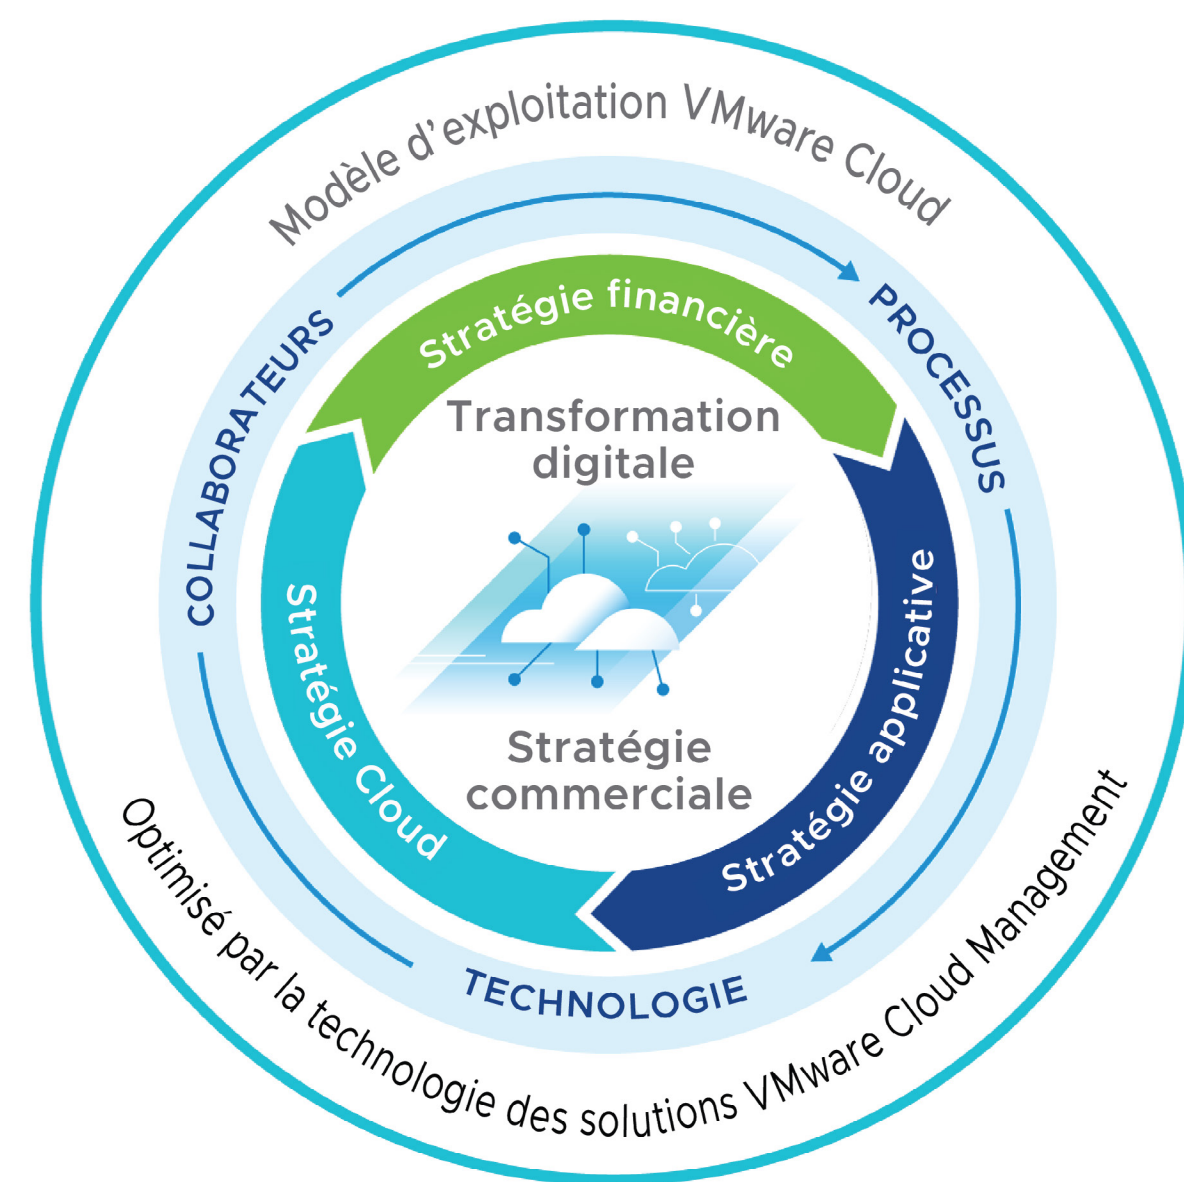 Modèle d'exploitation VMware Cloud
COLLABORATEURS
PROCESSUS
TECHNOLOGIE
Stratégie financière
Stratégie applicative
Stratégie Cloud
Transformation
digitale
Stratégie
commerciale
Optimisé par la technologie des solutions VMware Cloud Management